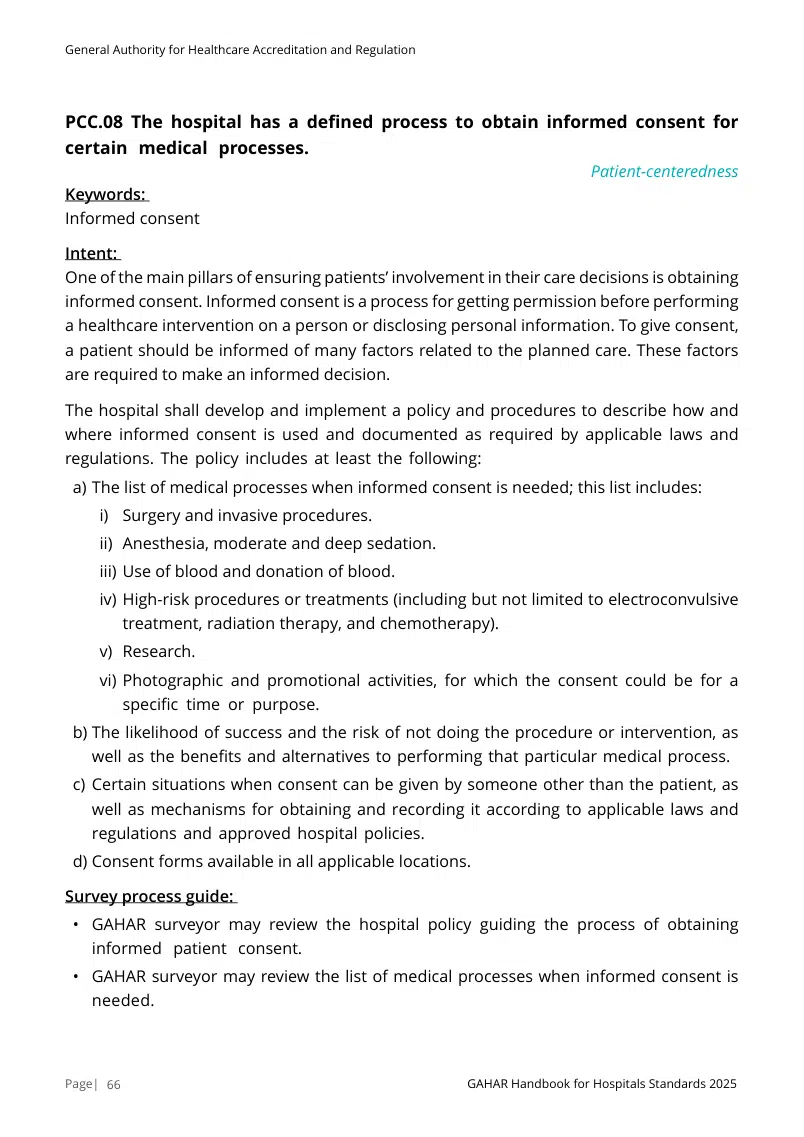 General Authority for Healthcare Accreditation and Regulation
PCC.08 The hospital has a defined process to obtain informed consent for
certain medical processes.
Patient-centeredness
Keywords:
Informed consent
Intent:
One of the main pillars of ensuring patients’ involvement in their care decisions is obtaining
informed consent. Informed consent is a process for getting permission before performing
a healthcare intervention on a person or disclosing personal information. To give consent,
a patient should be informed of many factors related to the planned care. These factors
are required to make an informed decision.
The hospital shall develop and implement a policy and procedures to describe how and
where informed consent is used and documented as required by applicable laws and
regulations. The policy includes at least the following:
a) The list of medical processes when informed consent is needed; this list includes:
i) Surgery and invasive procedures.
ii) Anesthesia, moderate and deep sedation.
iii) Use of blood and donation of blood.
iv) High-risk procedures or treatments (including but not limited to electroconvulsive
treatment, radiation therapy, and chemotherapy).
v) Research.
vi) Photographic and promotional activities, for which the consent could be for a
specific time or purpose.
b) The likelihood of success and the risk of not doing the procedure or intervention, as
well as the benefits and alternatives to performing that particular medical process.
c) Certain situations when consent can be given by someone other than the patient, as
well as mechanisms for obtaining and recording it according to applicable laws and
regulations and approved hospital policies.
d) Consent forms available in all applicable locations.
Survey process guide:
• GAHAR surveyor may review the hospital policy guiding the process of obtaining
informed patient consent.
• GAHAR surveyor may review the list of medical processes when informed consent is
needed.
Page| 66
GAHAR Handbook for Hospitals Standards 2025